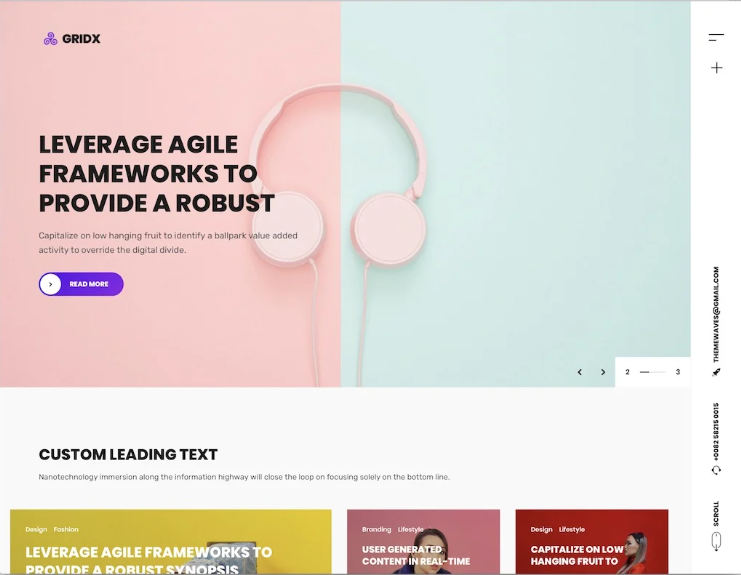 GRIDX
LEVERAGE AGILE
FRAMEWORKS TO
PROVIDE A ROBUST
Capitalize on low hanging fruit to identify a ballpark value added
activity to override the digital divide.
READ MORE
2
3
THEMEWAVES@GMAIL.COM
+0082 58215 0015
SCROLL
CUSTOM LEADING TEXT
Nanotechnology immersion along the information highway will close the loop on focusing solely on the bottom line.
Design Fashion
LEVERAGE AGILE FRAMEWORKS TO
PROVIDE A ROBUST SYNOPSIS
Branding Lifestyle
USER GENERATED
CONTENT IN REAL-TIME
Design Lifestyle
CAPITALIZE ON LOW
HANGING FRUIT TO